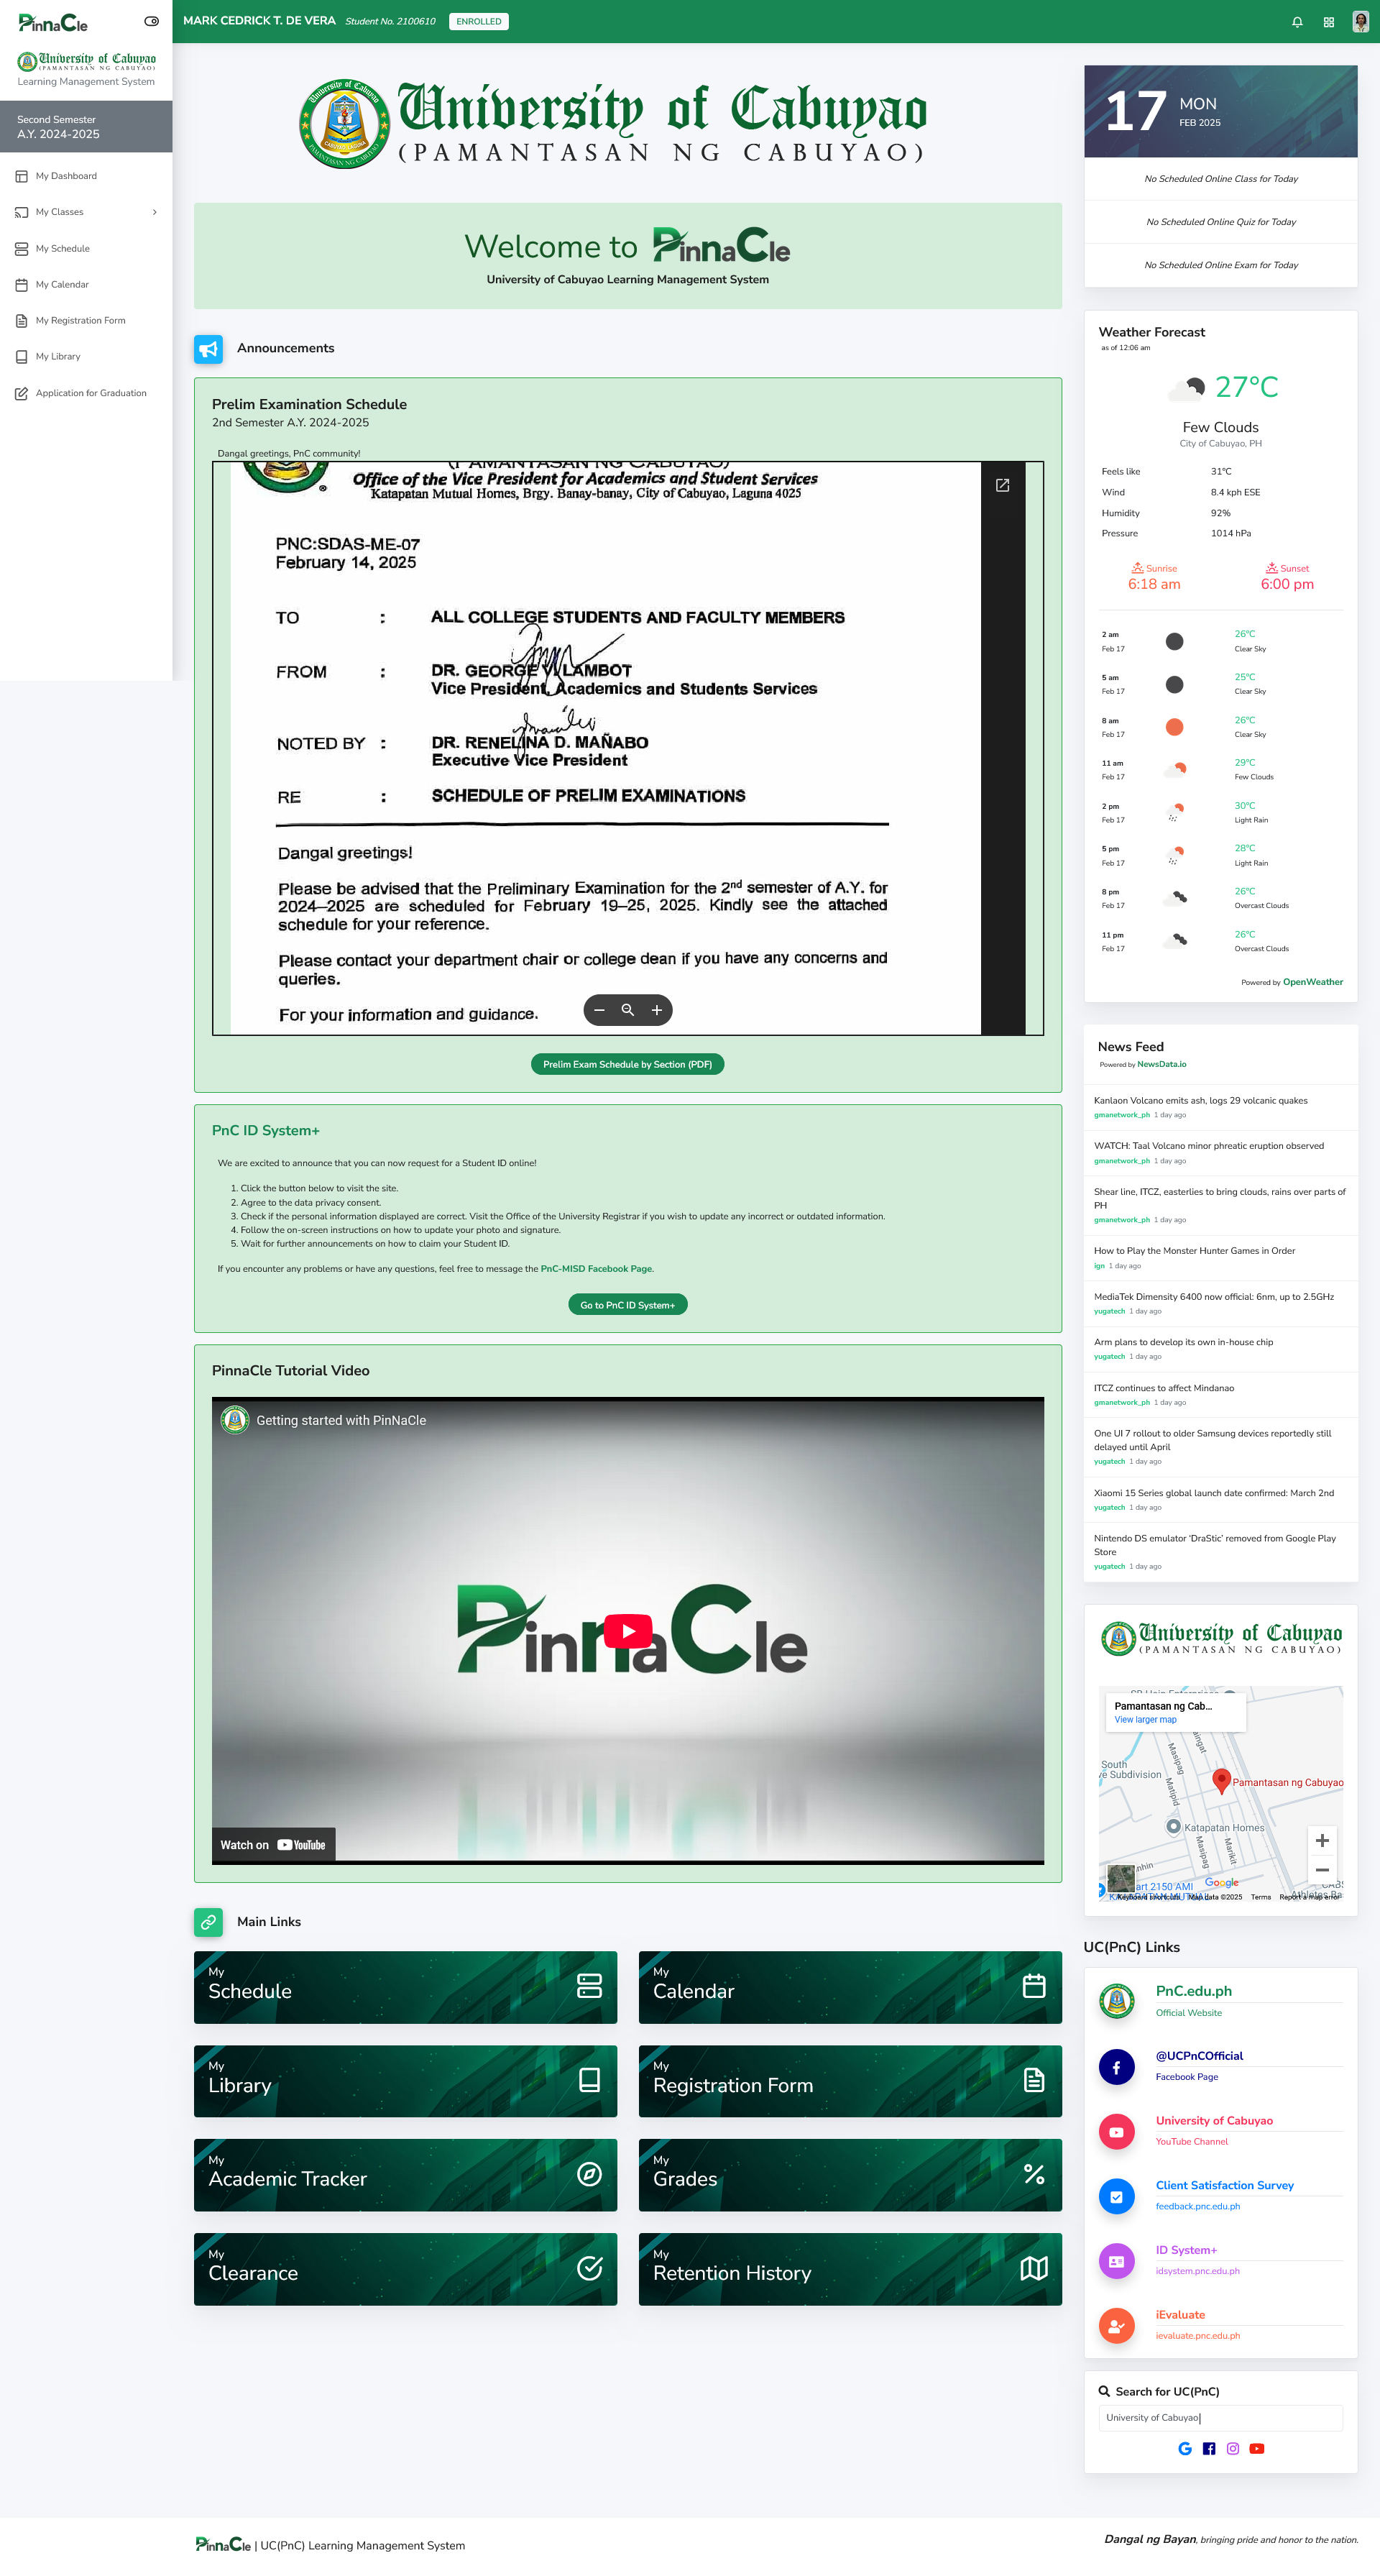 PinnaCle
University of Cabuyao
(PAMANTASAN NG CABUYAO)
Learning Management System
Second Semester
A.Y. 2024-2025
My Dashboard
My Classes
My Schedule
My Calendar
My Registration Form
My Library
Application for Graduation
MARK CEDRICK T. DE VERA Student No. 2100610 ENROLLED
University of Cabuyao
(PAMANTASAN NG CABUYAO)
Welcome to PinnaCle
University of Cabuyao Learning Management System
Announcements
Prelim Examination Schedule
2nd Semester A.Y. 2024-2025
Dangal greetings, PnC community!
(PAMANTASAN NG CABUYAO)
Office of the Vice President for Academics and Student Services
Katapatan Mutual Homes, Brgy. Banay-banay, City of Cabuyao, Laguna 4025
PNC:SDAS-ME-07
February 14, 2025
TO : ALL COLLEGE STUDENTS AND FACULTY MEMBERS
FROM : DR. GEORGE LAMBOT
Vice President, Academics and Students Services
NOTED BY : DR. RENELINA D. MAÑABO
Executive Vice President
RE : SCHEDULE OF PRELIM EXAMINATIONS
Dangal greetings!
Please be advised that the Preliminary Examination for the 2nd semester of A.Y. for
2024–2025 are scheduled for February 19–25, 2025. Kindly see the attached
schedule for your reference.
Please contact your department chair or college dean if you have any concerns and
queries.
For your information and guidance.
Prelim Exam Schedule by Section (PDF)
PnC ID System+
We are excited to announce that you can now request for a Student ID online!
1. Click the button below to visit the site.
2. Agree to the data privacy consent.
3. Check if the personal information displayed are correct. Visit the Office of the University Registrar if you wish to update any incorrect or outdated information.
4. Follow the on-screen instructions on how to update your photo and signature.
5. Wait for further announcements on how to claim your Student ID.
If you encounter any problems or have any questions, feel free to message the PnC-MISD Facebook Page.
Go to PnC ID System+
PinnaCle Tutorial Video
Getting started with PinNaCle
PinnaCle
Watch on YouTube
Main Links
My
Schedule
My
Calendar
My
Library
My
Registration Form
My
Academic Tracker
My
Grades
My
Clearance
My
Retention History
17 MON
FEB 2025
No Scheduled Online Class for Today
No Scheduled Online Quiz for Today
No Scheduled Online Exam for Today
Weather Forecast
as of 12:06 am
27°C
Few Clouds
City of Cabuyao, PH
Feels like 31°C
Wind 8.4 kph ESE
Humidity 92%
Pressure 1014 hPa
Sunrise
6:18 am
Sunset
6:00 pm
2 am 26°C
Feb 17 Clear Sky
5 am 25°C
Feb 17 Clear Sky
8 am 26°C
Feb 17 Clear Sky
11 am 29°C
Feb 17 Few Clouds
2 pm 30°C
Feb 17 Light Rain
5 pm 28°C
Feb 17 Light Rain
8 pm 26°C
Feb 17 Overcast Clouds
11 pm 26°C
Feb 17 Overcast Clouds
Powered by OpenWeather
News Feed
Powered by NewsData.io
Kanlaon Volcano emits ash, logs 29 volcanic quakes
gmanetwork_ph 1 day ago
WATCH: Taal Volcano minor phreatic eruption observed
gmanetwork_ph 1 day ago
Shear line, ITCZ, easterlies to bring clouds, rains over parts of
PH
gmanetwork_ph 1 day ago
How to Play the Monster Hunter Games in Order
ign 1 day ago
MediaTek Dimensity 6400 now official: 6nm, up to 2.5GHz
yugatech 1 day ago
Arm plans to develop its own in-house chip
yugatech 1 day ago
ITCZ continues to affect Mindanao
gmanetwork_ph 1 day ago
One UI 7 rollout to older Samsung devices reportedly still
delayed until April
yugatech 1 day ago
Xiaomi 15 Series global launch date confirmed: March 2nd
yugatech 1 day ago
Nintendo DS emulator ‘DraStic’ removed from Google Play
Store
yugatech 1 day ago
University of Cabuyao
(PAMANTASAN NG CABUYAO)
Pamantasan ng Cab...
View larger map
South
ve Subdivision
Masipag
Matipid
Pamantasan ng Cabuyao
Katapatan Homes
Masipag
Marikit
art 2150 AMI
Google
Keyboard shortcuts Map data ©2025 Terms Report a map error
UC(PnC) Links
PnC.edu.ph
Official Website
@UCPnCOfficial
Facebook Page
University of Cabuyao
YouTube Channel
Client Satisfaction Survey
feedback.pnc.edu.ph
ID System+
idsystem.pnc.edu.ph
iEvaluate
ievaluate.pnc.edu.ph
Search for UC(PnC)
University of Cabuyao
PinnaCle | UC(PnC) Learning Management System
Dangal ng Bayan, bringing pride and honor to the nation.